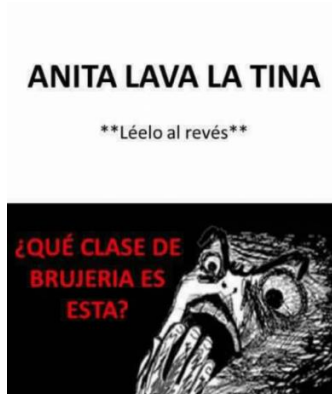 ANITA LAVA LA TINA
**Léelo al revés**
¿QUÉ CLASE DE
BRUJERIA ES
ESTA?